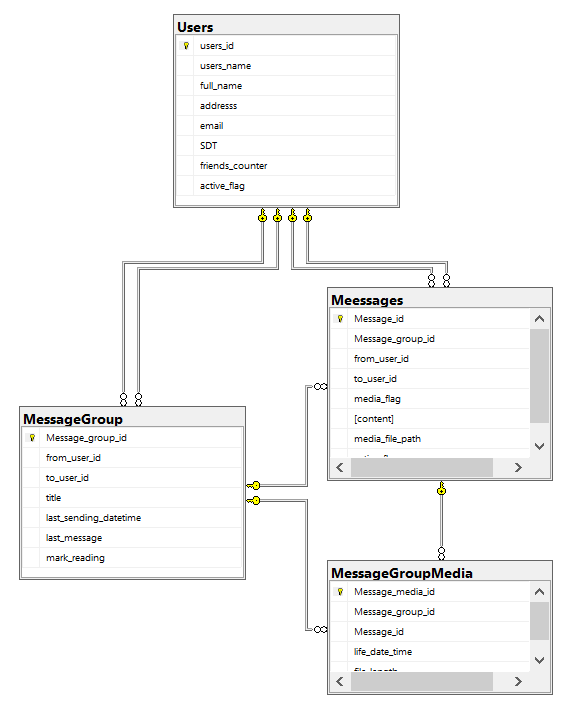 Users
users_id
users_name
full_name
addresss
email
SDT
friends_counter
active_flag
Meessages
Message_id
Message_group_id
from_user_id
to_user_id
media_flag
[content]
media_file_path
MessageGroup
Message_group_id
from_user_id
to_user_id
title
last_sending_datetime
last_message
mark_reading
MessageGroupMedia
Message_media_id
Message_group_id
Message_id
life_date_time